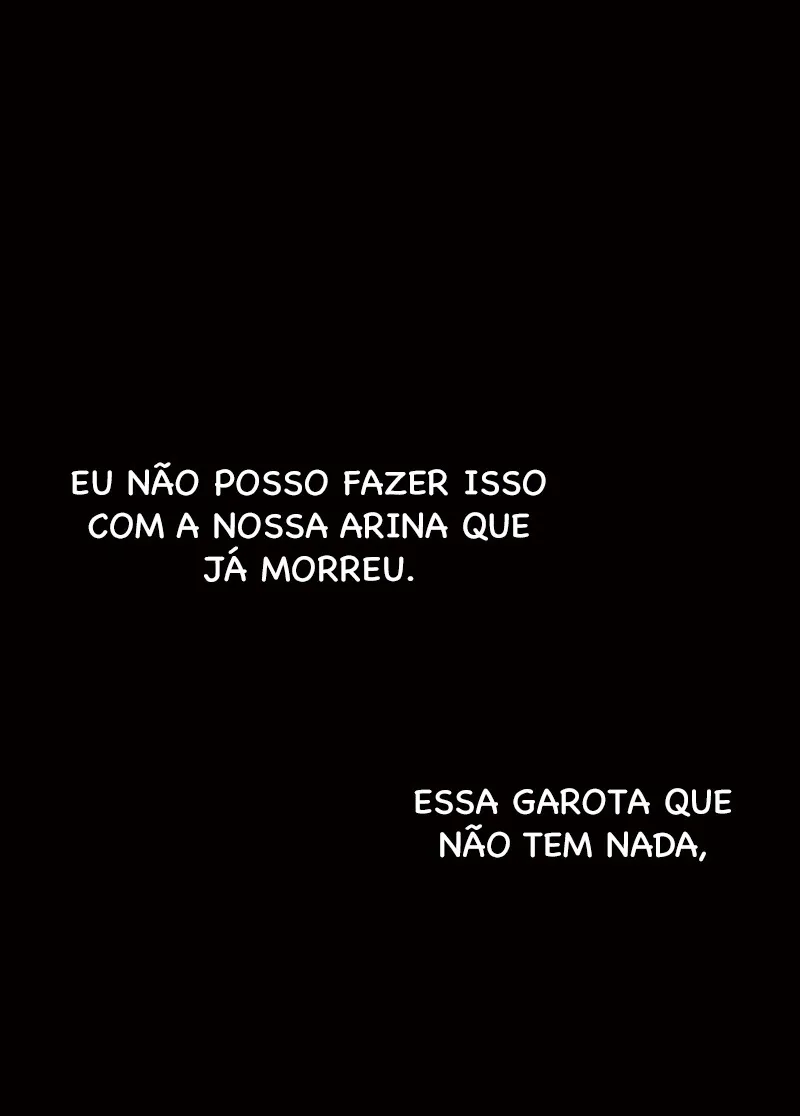 EU NÃO POSSO FAZER ISSO
COM A NOSSA ARINA QUE
JÁ MORREU.
ESSA GAROTA QUE
NÃO TEM NADA,